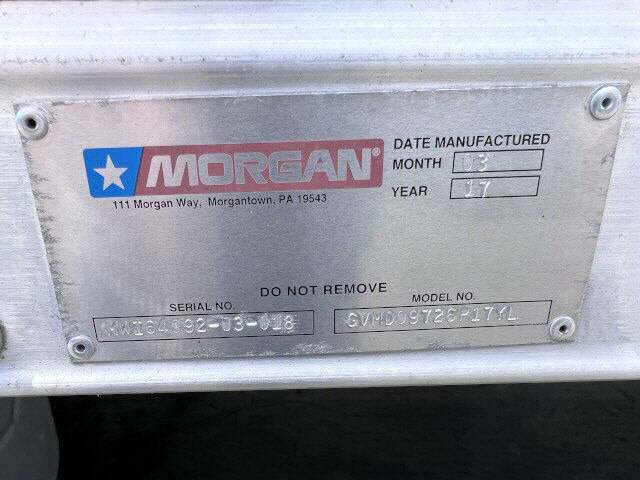 MORGAN®
111 Morgan Way, Morgantown, PA 19543
DATE MANUFACTURED
MONTH 03
YEAR 17
DO NOT REMOVE
SERIAL NO.
MODEL NO.
GVMD09726P17YL